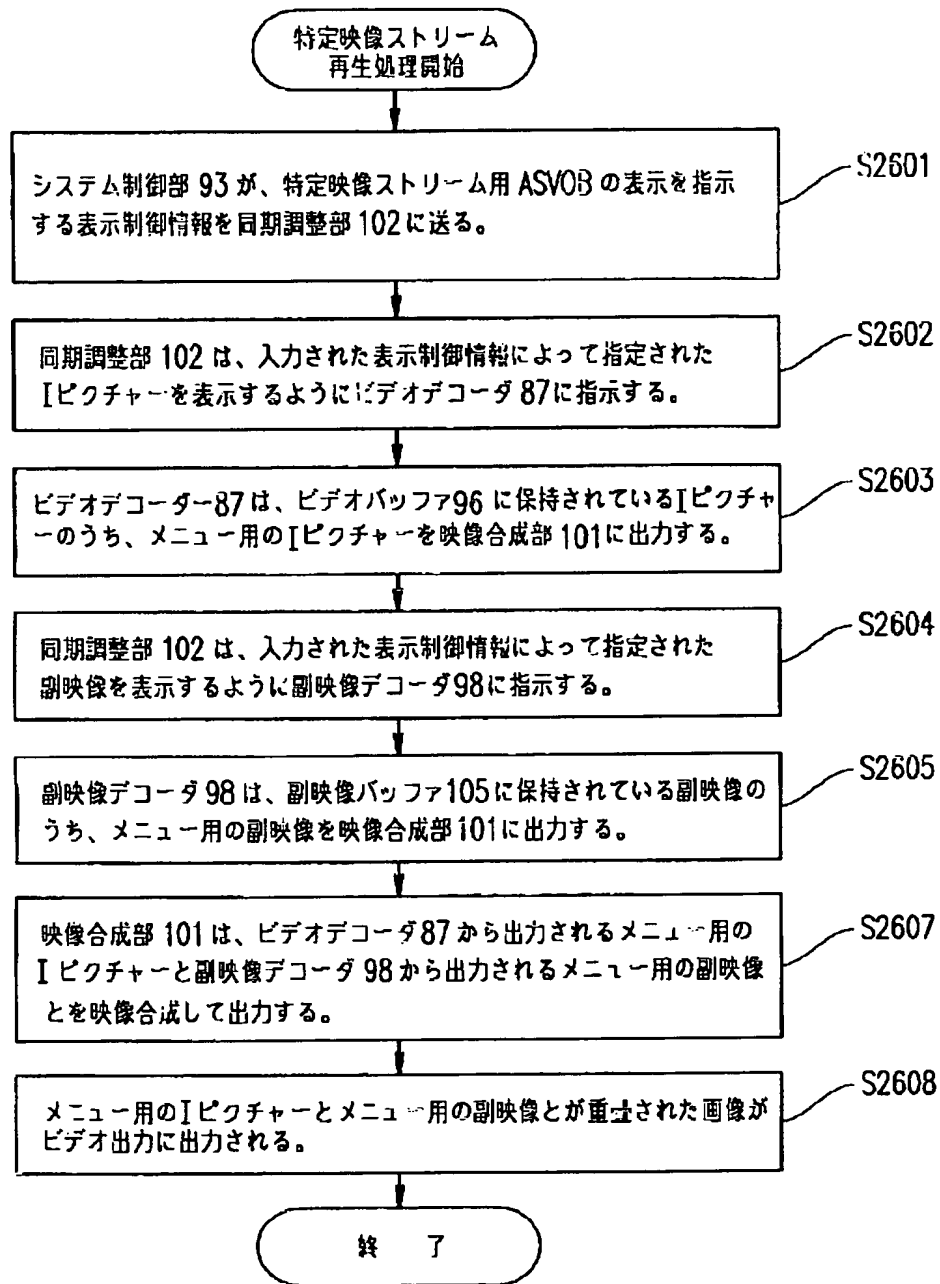 特定映像ストリーム
再生処理開始
システム制御部 93 が、特定映像ストリーム用 ASVOB の表示を指示
する表示制御情報を同期調整部 102 に送る。
S2601
同期調整部 102 は、入力された表示制御情報によって指定された
Iピクチャーを表示するようにビデオデコーダ 87 に指示する。
S2602
ビデオデコーダー87 は、ビデオバッファ96 に保持されているIピクチャ
ーのうち、メニュー用のIピクチャーを映像合成部 101 に出力する。
S2603
同期調整部 102 は、入力された表示制御情報によって指定された
副映像を表示するように副映像デコーダ 98 に指示する。
S2604
副映像デコーダ 98 は、副映像バッファ 105 に保持されている副映像の
うち、メニュー用の副映像を映像合成部 101 に出力する。
S2605
映像合成部 101 は、ビデオデコーダ 87 から出力されるメニュー用の
I ピクチャーと副映像デコーダ 98 から出力されるメニュー用の副映像
とを映像合成して出力する。
S2607
メニュー用のIピクチャーとメニュー用の副映像とが重畳された画像が
ビデオ出力に出力される。
S2608
終 了